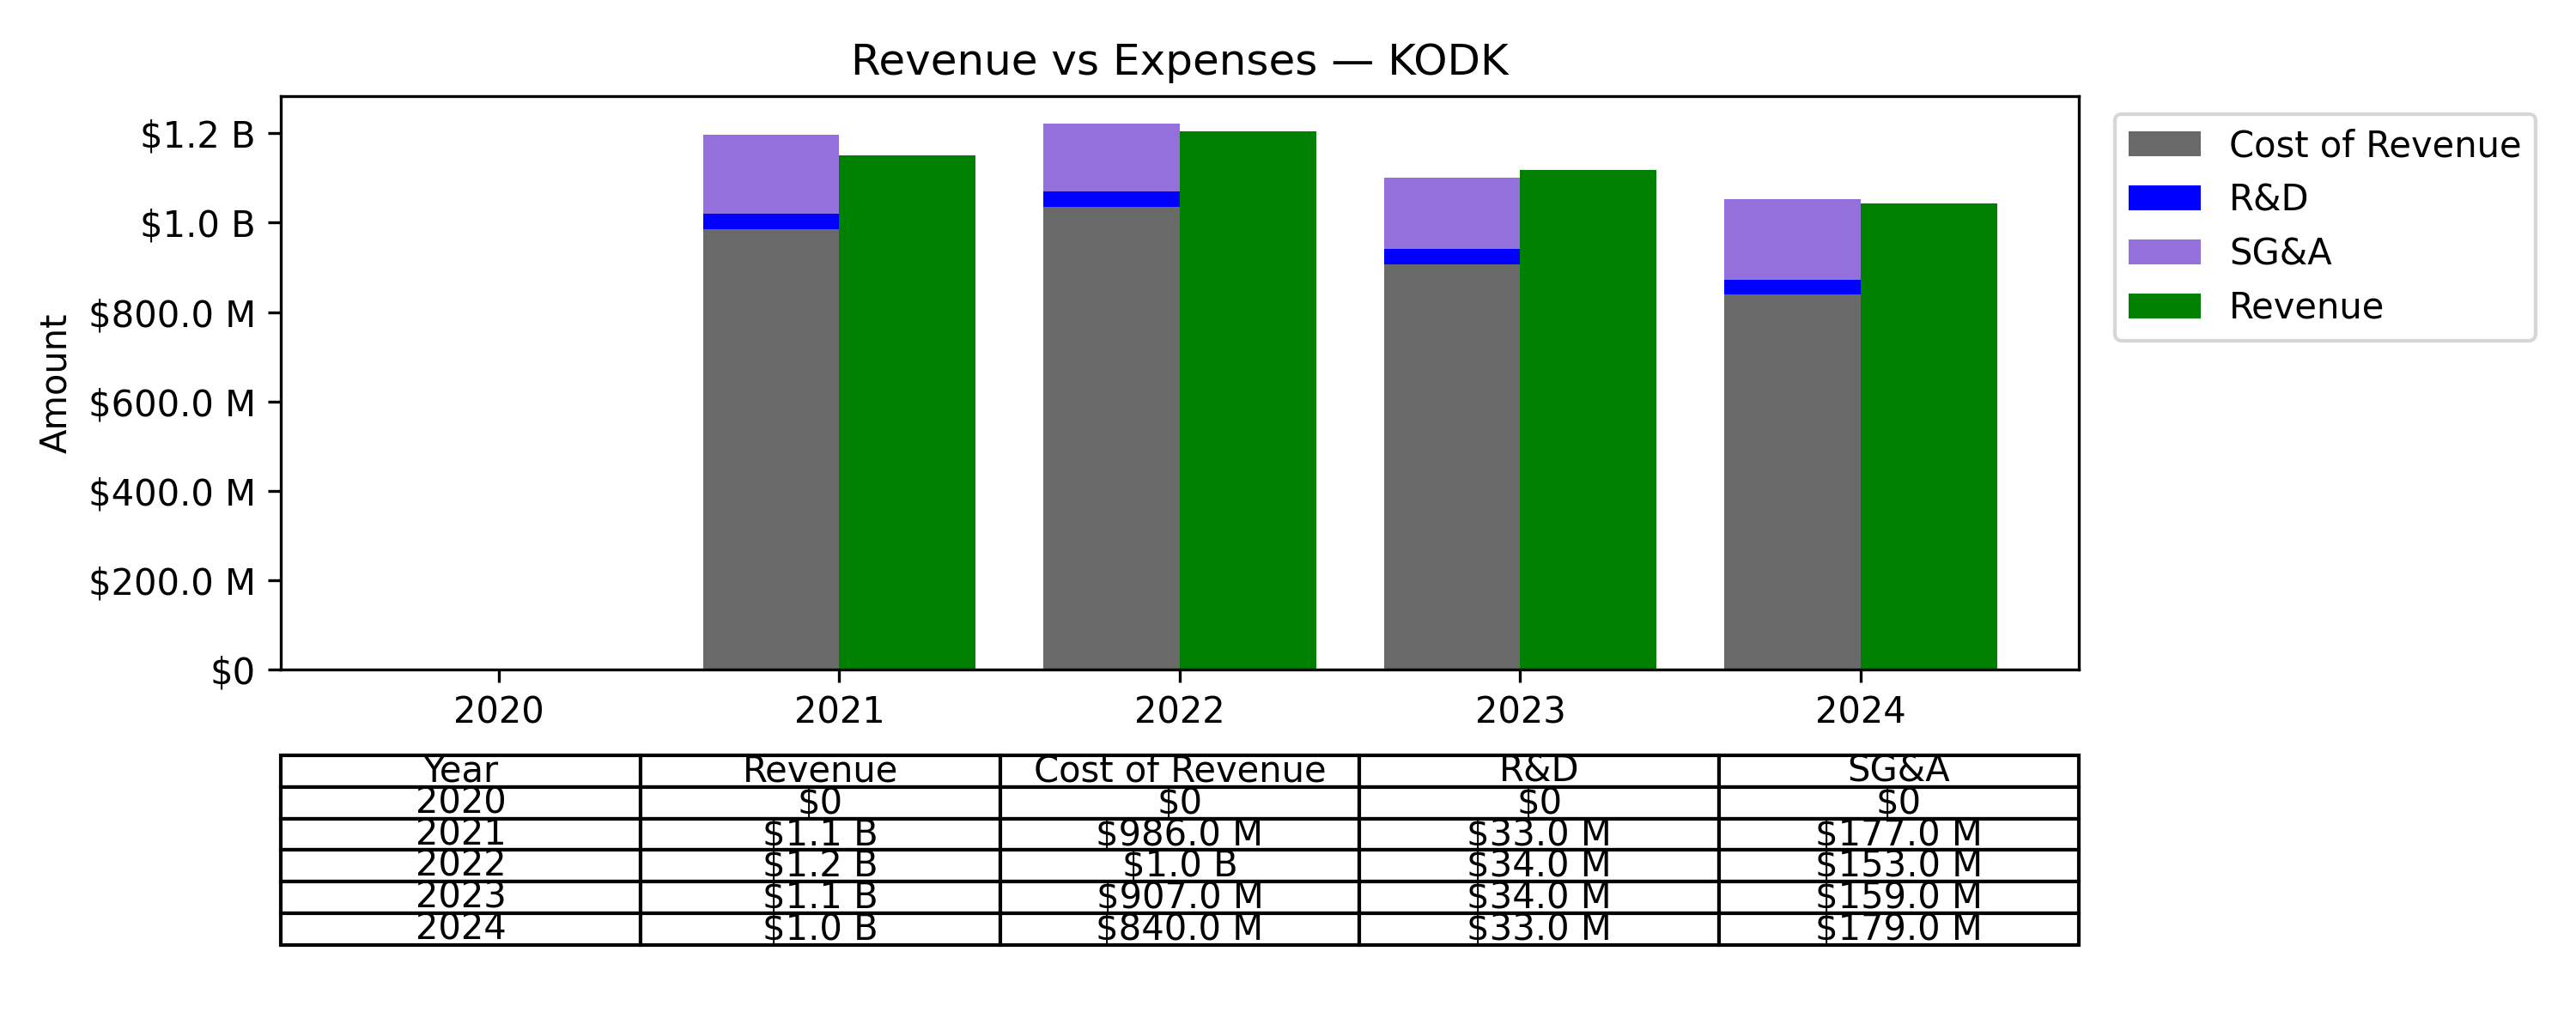 Revenue vs Expenses — KODK
Amount
$1.2 B
$1.0 B
$800.0 M
$600.0 M
$400.0 M
$200.0 M
$0
2020 2021 2022 2023 2024
Cost of Revenue
R&D
SG&A
Revenue
Year Revenue Cost of Revenue R&D SG&A
2020 $0 $0 $0 $0
2021 $1.1 B $986.0 M $33.0 M $177.0 M
2022 $1.2 B $1.0 B $34.0 M $153.0 M
2023 $1.1 B $907.0 M $34.0 M $159.0 M
2024 $1.0 B $840.0 M $33.0 M $179.0 M